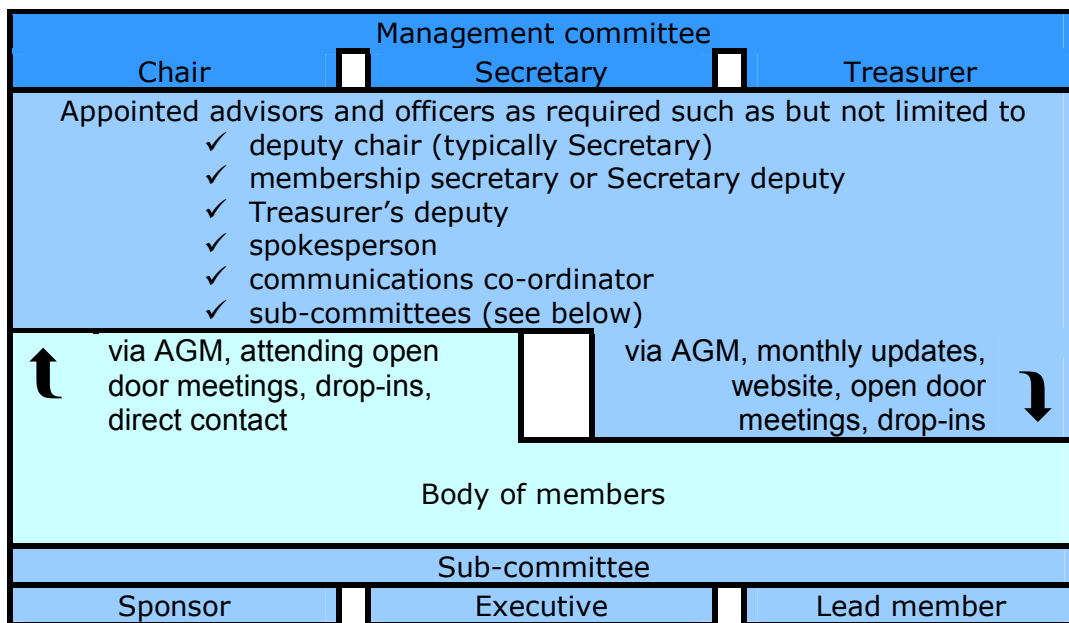 Management committee
Chair Secretary Treasurer
Appointed advisors and officers as required such as but not limited to
✓ deputy chair (typically Secretary)
✓ membership secretary or Secretary deputy
✓ Treasurer’s deputy
✓ spokesperson
✓ communications co-ordinator
✓ sub-committees (see below)
via AGM, attending open
door meetings, drop-ins,
direct contact
via AGM, monthly updates,
website, open door
meetings, drop-ins
Body of members
Sub-committee
Sponsor Executive Lead member